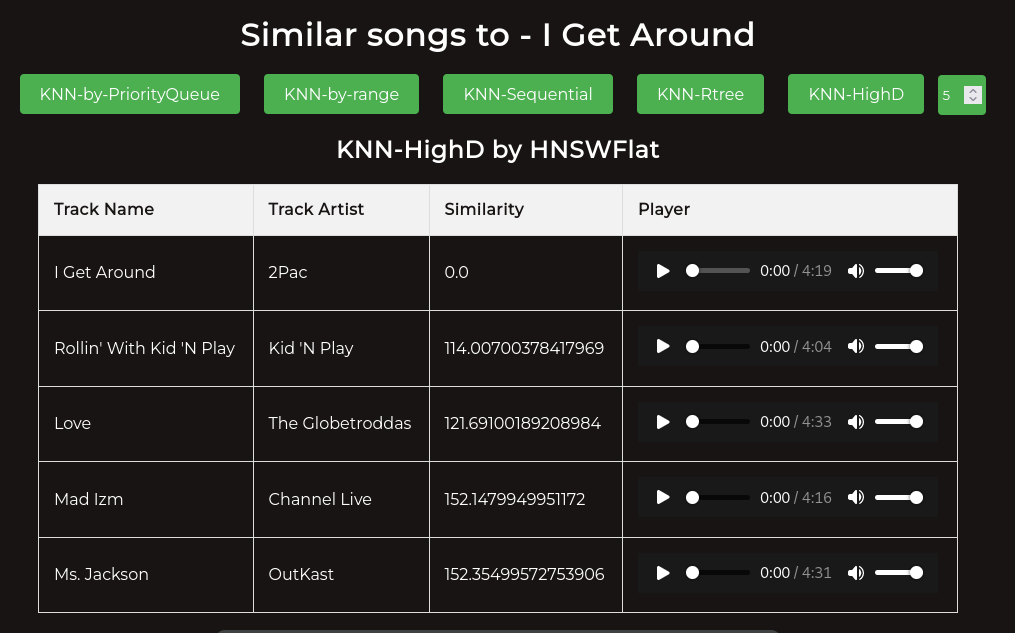 Similar songs to - I Get Around
KNN-by-PriorityQueue KNN-by-range KNN-Sequential KNN-Rtree KNN-HighD 5
KNN-HighD by HNSWFlat
Track Name Track Artist Similarity Player
I Get Around 2Pac 0.0 0:00 / 4:19
Rollin' With Kid 'N Play Kid 'N Play 114.00700378417969 0:00 / 4:04
Love The Globetroddas 121.69100189208984 0:00 / 4:33
Mad Izm Channel Live 152.1479949951172 0:00 / 4:16
Ms. Jackson OutKast 152.35499572753906 0:00 / 4:31